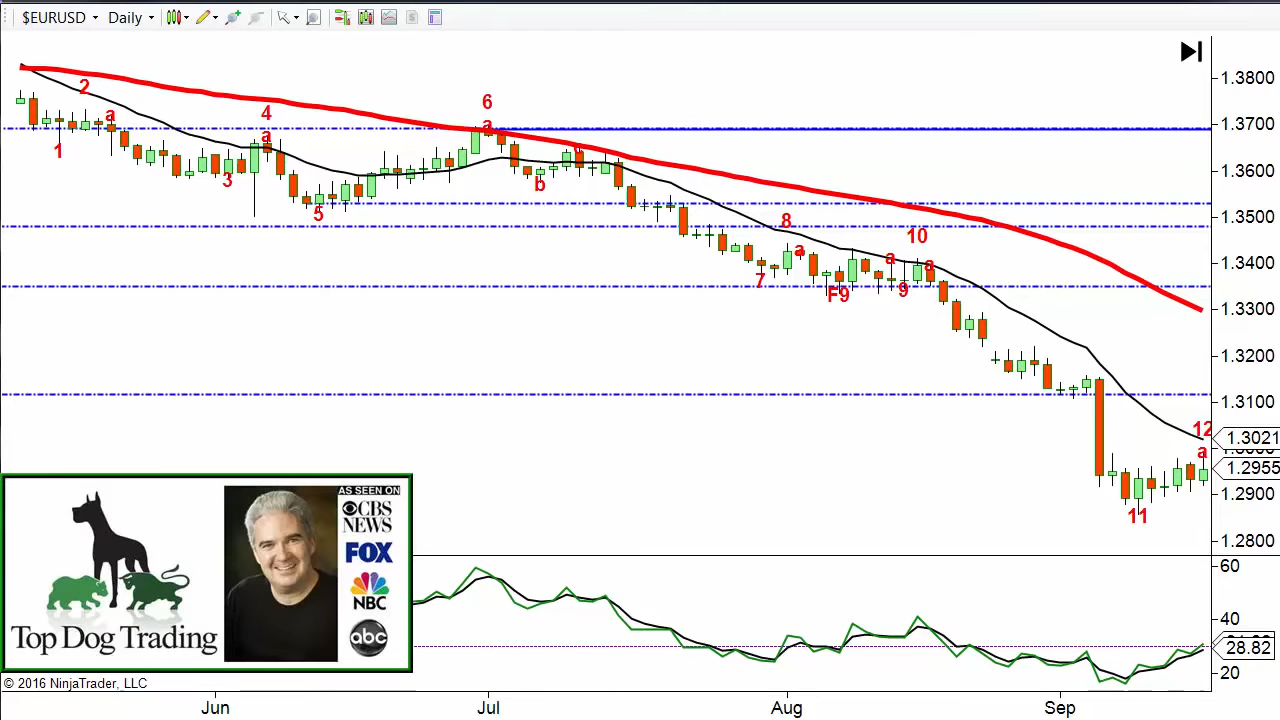 $EURUSD Daily
1.3800
1.3700
1.3600
1.3500
1.3400
1.3300
1.3200
1.3100
1.3021
1.2955
1.2900
1.2800
2
a
1
4
a
3
5
6
a
b
8
a
7
F9
a
9
10
a
12
a
11
60
40
28.82
20
AS SEEN ON
CBS
NEWS
FOX
NBC
abc
Top Dog Trading
© 2016 NinjaTrader, LLC
Jun Jul Aug Sep